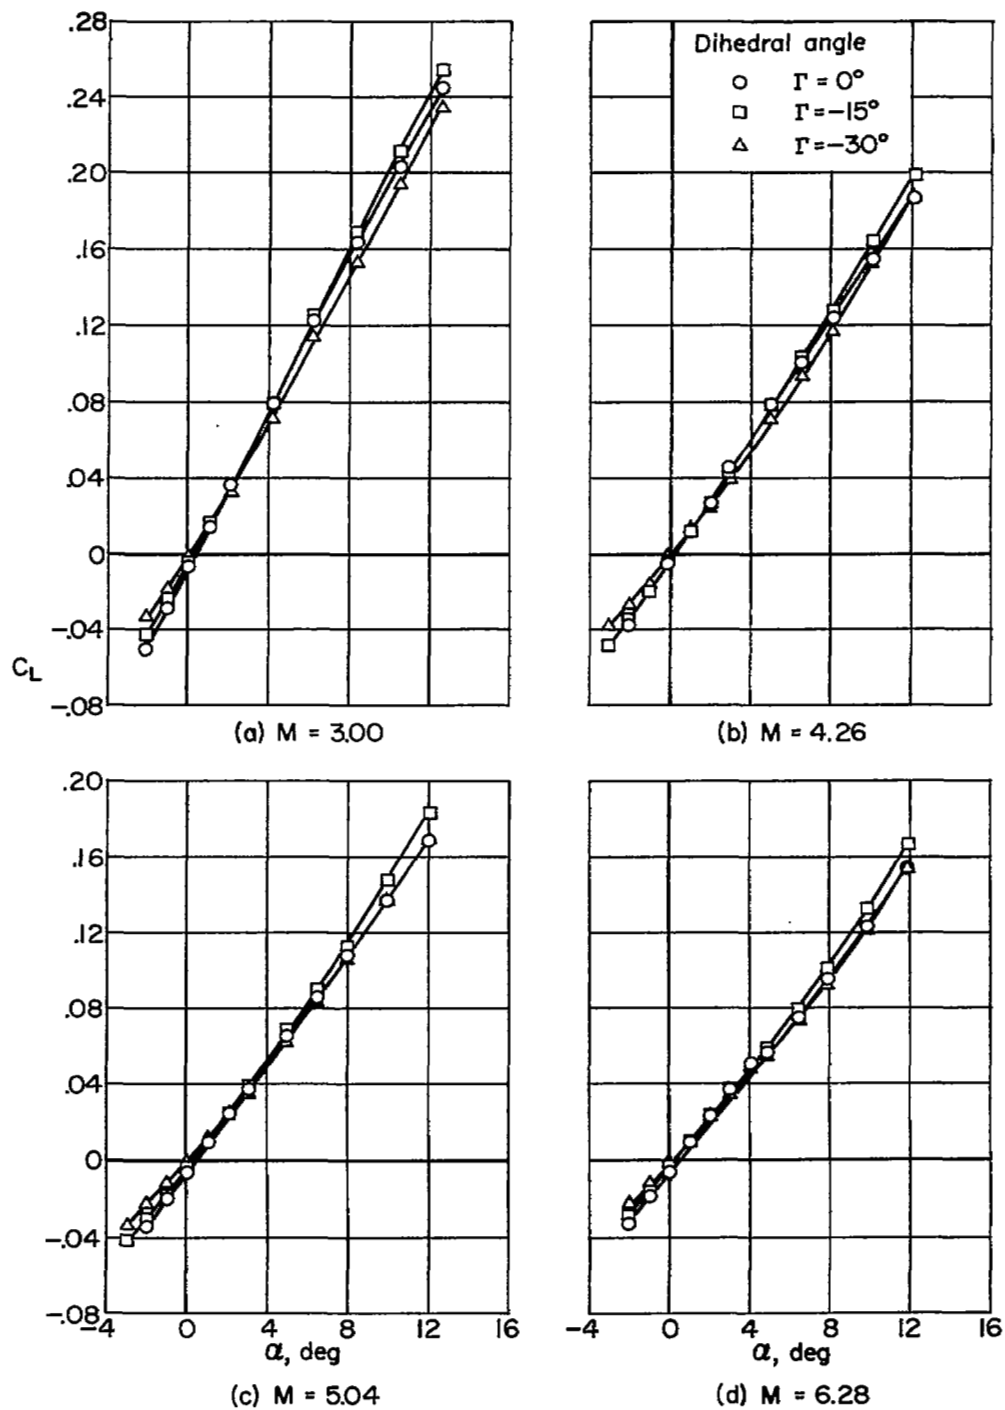 .28
.24
.20
.16
.12
.08
.04
0
-.04
-.08
C_L
Dihedral angle
Γ = 0°
Γ = -15°
Γ = -30°
(a) M = 3.00
(b) M = 4.26
.20
.16
.12
.08
.04
0
-.04
-.08
-4 0 4 8 12 16
α, deg
-4 0 4 8 12 16
α, deg
(c) M = 5.04
(d) M = 6.28